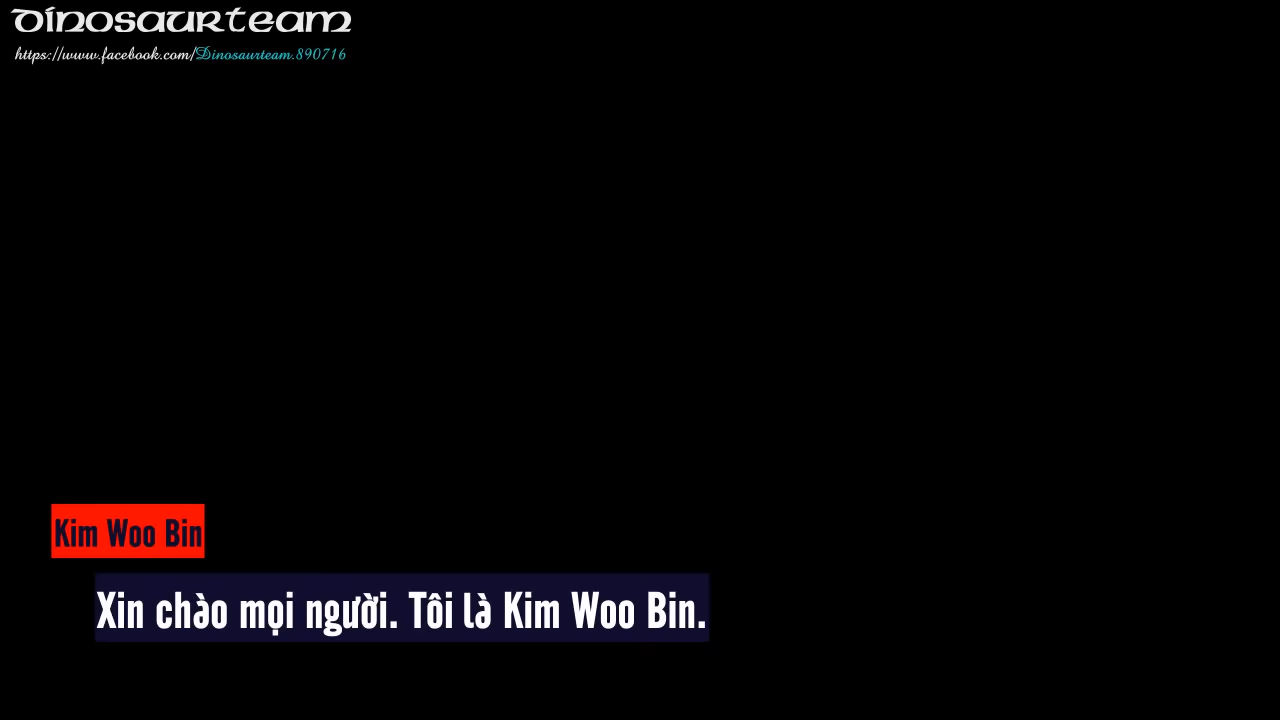 Dinosaurteam
https://www.facebook.com/Dinosaurteam.890716
Kim Woo Bin
Xin chào mọi người. Tôi là Kim Woo Bin.